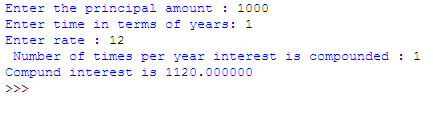 Enter the principal amount : 1000
Enter time in terms of years: 1
Enter rate : 12
 Number of times per year interest is compounded : 1
Compund interest is 1120.000000
>>>